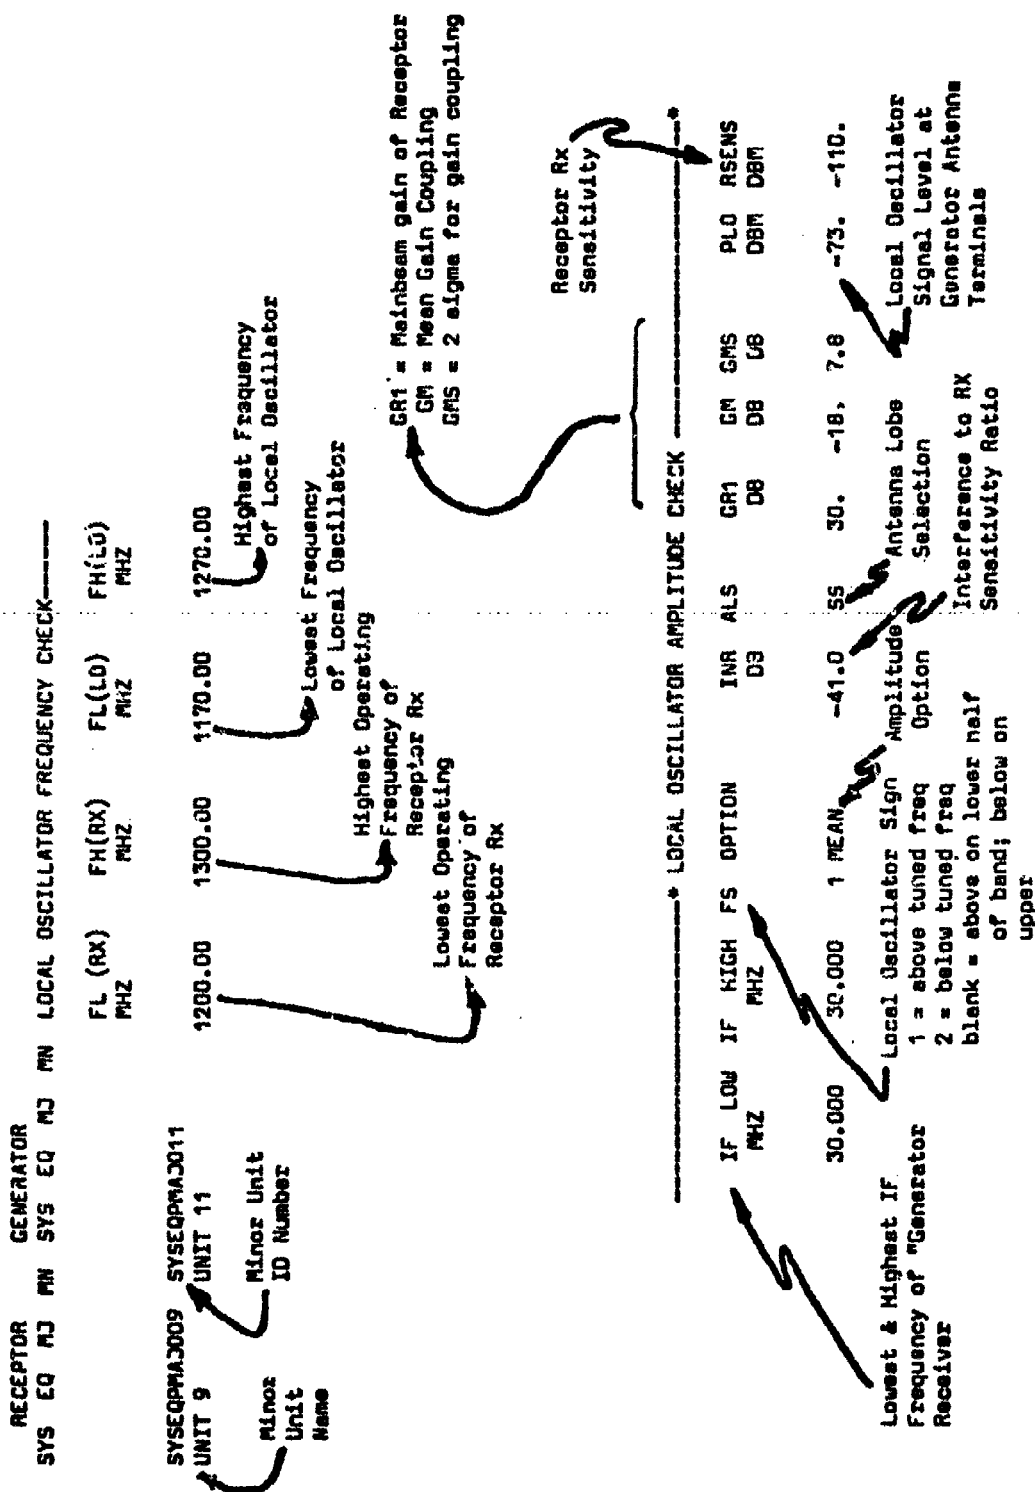 RECEPTOR GENERATOR
SYS EQ MJ MN SYS EQ MJ MN LOCAL OSCILLATOR FREQUENCY CHECK------
FL (RX) FH(RX) FL(LO) FH(LO)
MHZ MHZ MHZ MHZ
SYSEQPMAJ009 SYSEQPMAJ011 1200.00 1300.00 1170.00 1270.00
UNIT 9 UNIT 11
Minor
Unit
Name
Minor Unit
ID Number
Lowest Operating
Frequency of
Receptor Rx
Highest Operating
Frequency of
Receptor Rx
Lowest Frequency
of Local Oscillator
Highest Frequency
of Local Oscillator
GR1 = Mainbeam gain of Receptor
GM = Mean Gain Coupling
GMS = 2 sigma for gain coupling
Receptor Rx
Sensitivity
----------* LOCAL OSCILLATOR AMPLITUDE CHECK ----------*
IF LOW IF HIGH FS OPTION INR ALS GR1 GM GMS PLO RSENS
MHZ MHZ DB DB DB DB DBM DBM
30.000 30.000 1 MEAN -41.0 SS 30. -18. 7.8 -73. -110.
Lowest & Highest IF
Frequency of "Generator
Receiver
Local Oscillator Sign
1 = above tuned freq
2 = below tuned freq
blank = above on lower half
of band; below on
upper
Amplitude
Option
Antenna Lobe
Selection
Interference to RX
Sensitivity Ratio
Local Oscillator
Signal Level at
Generator Antenna
Terminals